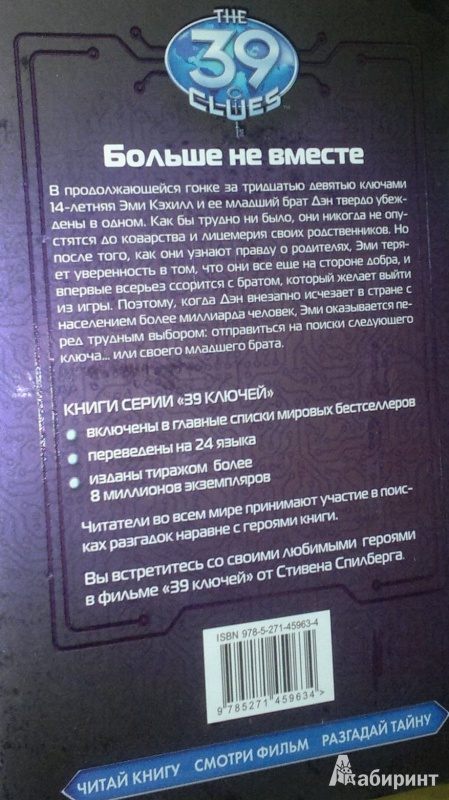 THE
39
CLUES
Больше не вместе
В продолжающейся гонке за тридцатью девятью ключами
14-летняя Эми Кэхилл и ее младший брат Дэн твердо убеж-
дены в одном. Как бы трудно ни было, они никогда не опу-
стятся до коварства и лицемерия своих родственников. Но
после того, как они узнают правду о родителях, Эми теря-
ет уверенность в том, что они все еще на стороне добра, и
впервые всерьез ссорится с братом, который желает выйти
из игры. Поэтому, когда Дэн внезапно исчезает в стране с
населением более миллиарда человек, Эми оказывается пе-
ред трудным выбором: отправиться на поиски следующего
ключа... или своего младшего брата.
КНИГИ СЕРИИ «39 КЛЮЧЕЙ»
включены в главные списки мировых бестселлеров
переведены на 24 языка
изданы тиражом более
8 миллионов экземпляров
Читатели во всем мире принимают участие в поис-
ках разгадок наравне с героями книги.
Вы встретитесь со своими любимыми героями
в фильме «39 ключей» от Стивена Спилберга.
ISBN 978-5-271-45963-4
9 785271 459634 >
ЧИТАЙ КНИГУ СМОТРИ ФИЛЬМ РАЗГАДАЙ ТАЙНУ
Лабиринт